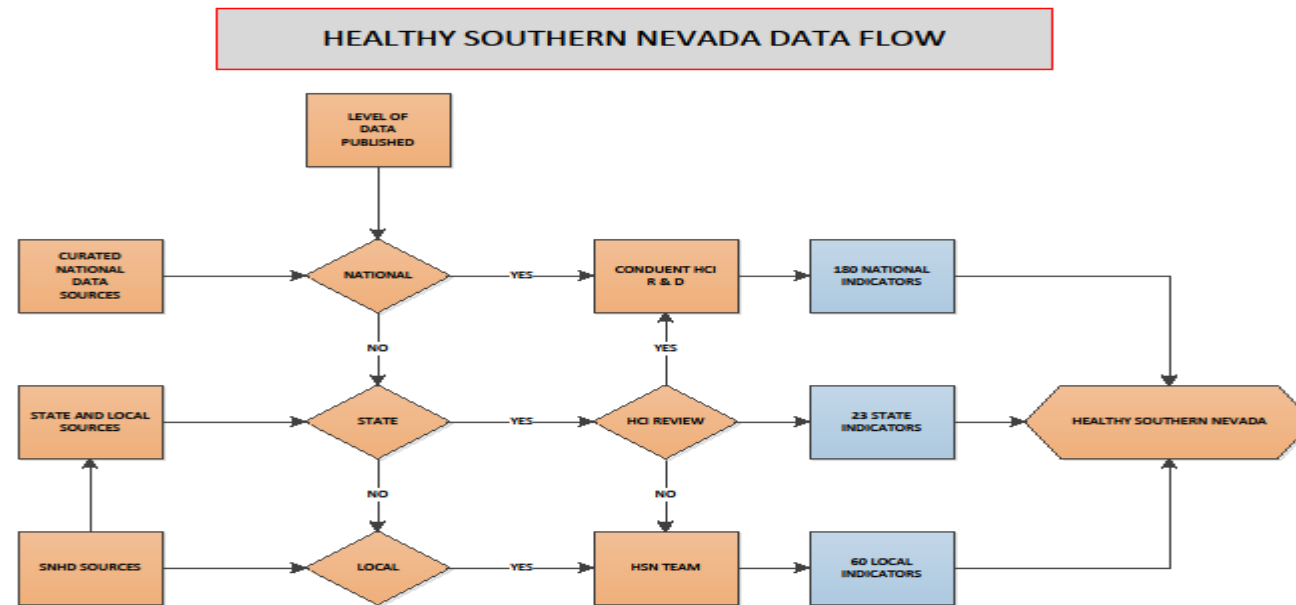 HEALTHY SOUTHERN NEVADA DATA FLOW
LEVEL OF
DATA
PUBLISHED
CURATED
NATIONAL
DATA
SOURCES
NATIONAL
YES
CONDUENT HCI
R & D
180 NATIONAL
INDICATORS
NO
YES
STATE AND LOCAL
SOURCES
STATE
YES
HCI REVIEW
23 STATE
INDICATORS
HEALTHY SOUTHERN NEVADA
NO
NO
SNHD SOURCES
LOCAL
YES
HSN TEAM
60 LOCAL
INDICATORS